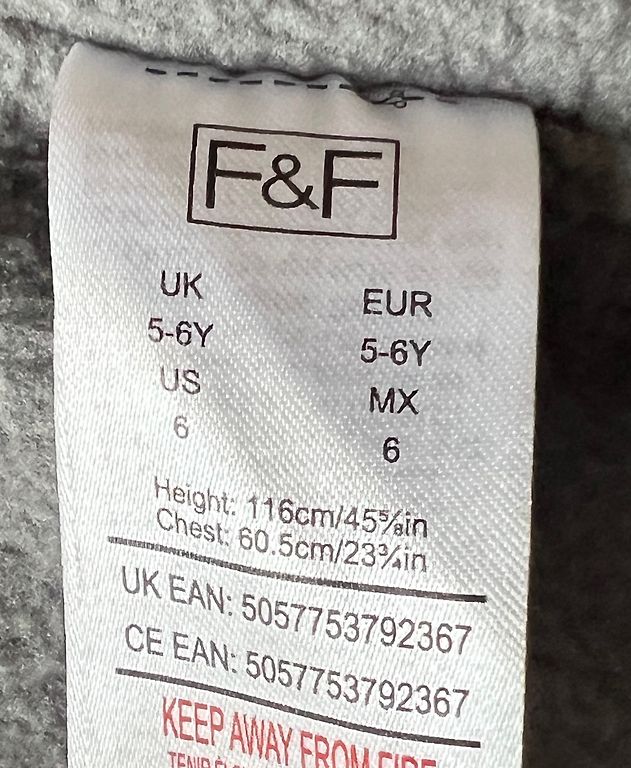 F&F
UK
5-6Y
US
6
EUR
5-6Y
MX
6
Height: 116cm/45⅝in
Chest: 60.5cm/23¾in
UK EAN: 5057753792367
CE EAN: 5057753792367
KEEP AWAY FROM FIRE